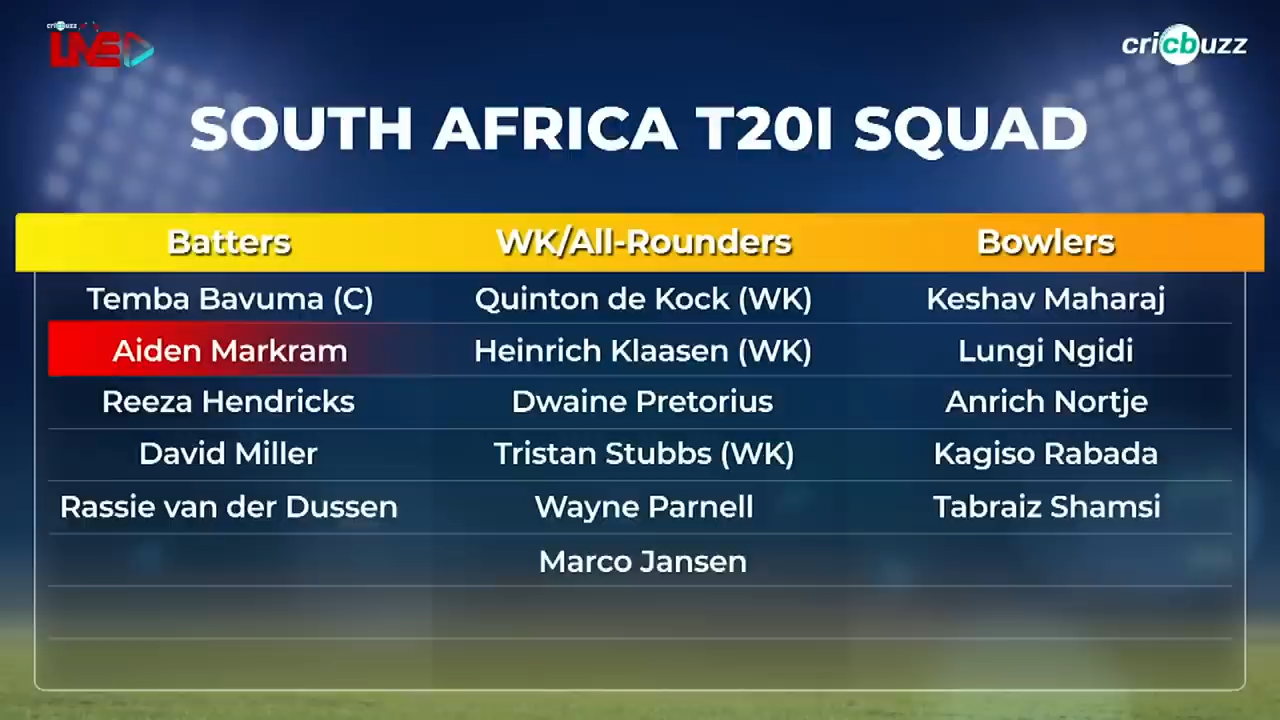 cricbuzz
LIVE
cricbuzz
SOUTH AFRICA T20I SQUAD
Batters WK/All-Rounders Bowlers
Temba Bavuma (C) Quinton de Kock (WK) Keshav Maharaj
Aiden Markram Heinrich Klaasen (WK) Lungi Ngidi
Reeza Hendricks Dwaine Pretorius Anrich Nortje
David Miller Tristan Stubbs (WK) Kagiso Rabada
Rassie van der Dussen Wayne Parnell Tabraiz Shamsi
Marco Jansen